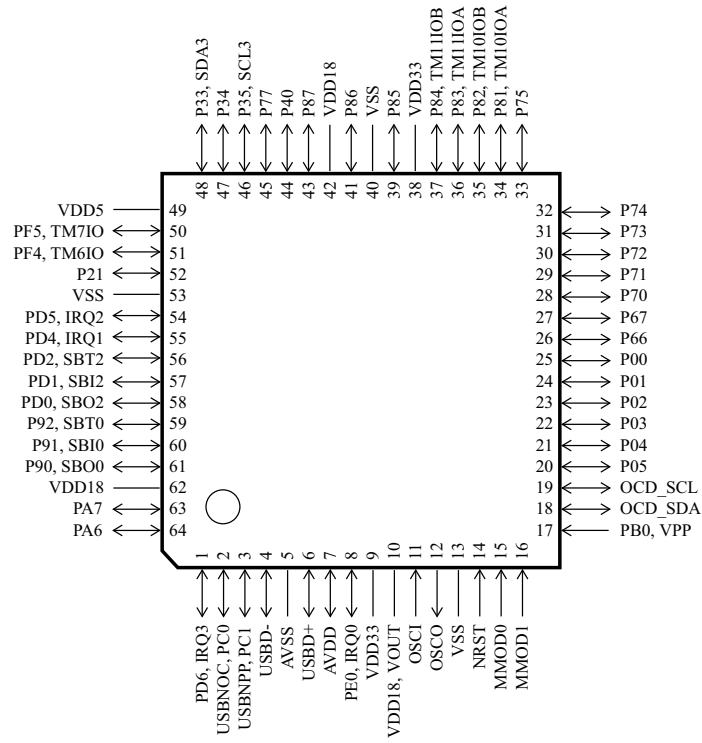 P33, SDA3
P34
P35, SCL3
P77
P40
P87
VDD18
P86
VSS
P85
VDD33
P84, TM11IOB
P83, TM11IOA
P82, TM10IOB
P81, TM10IOA
P75
48
47
46
45
44
43
42
41
40
39
38
37
36
35
34
33
VDD5 49
PF5, TM7IO 50
PF4, TM6IO 51
P21 52
VSS 53
PD5, IRQ2 54
PD4, IRQ1 55
PD2, SBT2 56
PD1, SBI2 57
PD0, SBO2 58
P92, SBT0 59
P91, SBI0 60
P90, SBO0 61
VDD18 62
PA7 63
PA6 64
32 P74
31 P73
30 P72
29 P71
28 P70
27 P67
26 P66
25 P00
24 P01
23 P02
22 P03
21 P04
20 P05
19 OCD_SCL
18 OCD_SDA
17 PB0, VPP
1
2
3
4
5
6
7
8
9
10
11
12
13
14
15
16
PD6, IRQ3
USBNOC, PC0
USBNPP, PC1
USBD-
AVSS
USBD+
AVDD
PE0, IRQ0
VDD33
VDD18, VOUT
OSCI
OSCO
VSS
NRST
MMOD0
MMOD1